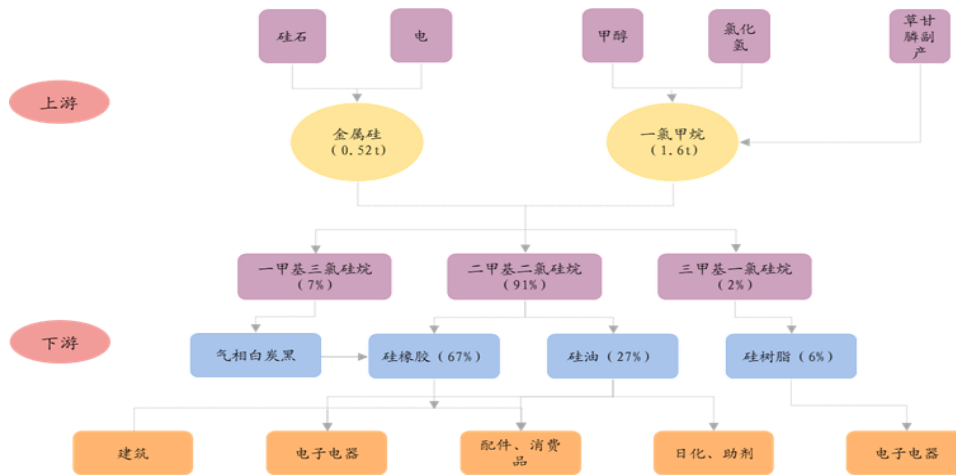 硅石
电
甲醇
氯化
氢
草甘
膦副
产
上游
金属硅
(0.52t)
一氯甲烷
(1.6t)
一甲基三氯硅烷
(7%)
二甲基二氯硅烷
(91%)
三甲基一氯硅烷
(2%)
下游
气相白炭黑
硅橡胶(67%)
硅油(27%)
硅树脂(6%)
建筑
电子电器
配件、消费
品
日化、助剂
电子电器